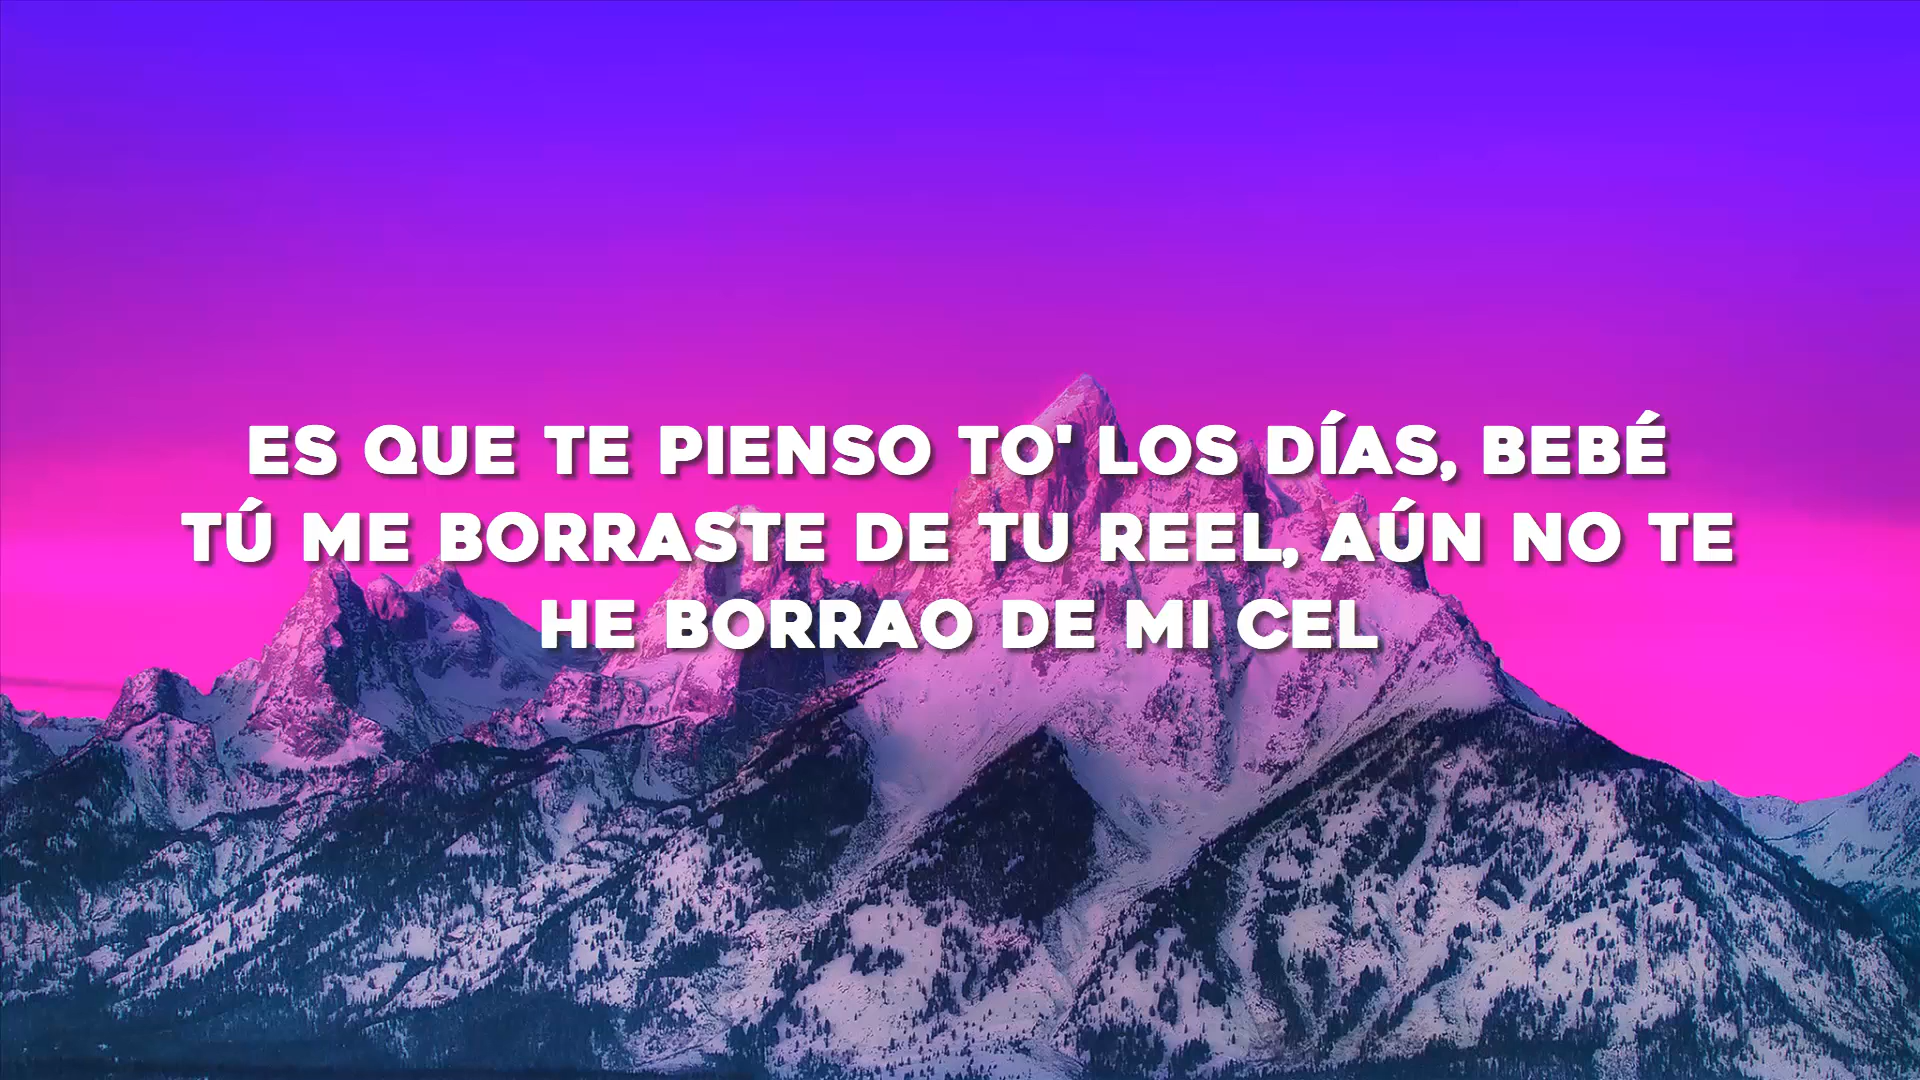 ES QUE TE PIENSO TO' LOS DÍAS, BEBÉ
TÚ ME BORRASTE DE TU REEL, AÚN NO TE
HE BORRAO DE MI CEL